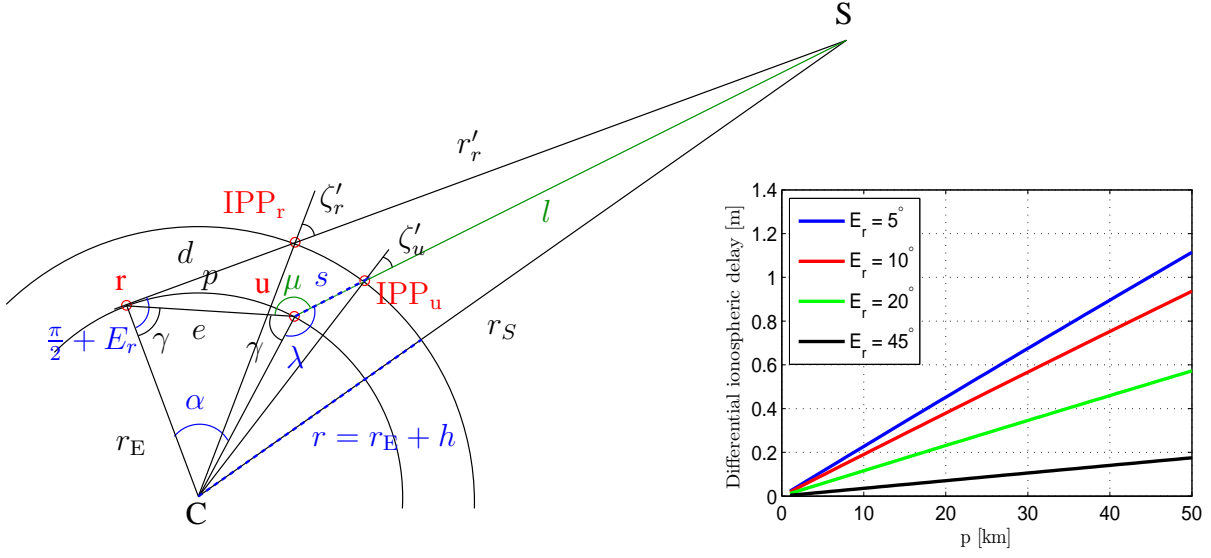 S
r′_r
ζ′_r
IPP_r
l
ζ′_u
d
p
r
u
μ
s
IPP_u
π/2 + E_r
γ
e
γ
λ
r_S
α
r_E
r = r_E + h
C
Differential ionospheric delay [m]
1.4
1.2
1
0.8
0.6
0.4
0.2
0
E_r = 5°
E_r = 10°
E_r = 20°
E_r = 45°
0 10 20 30 40 50
p [km]